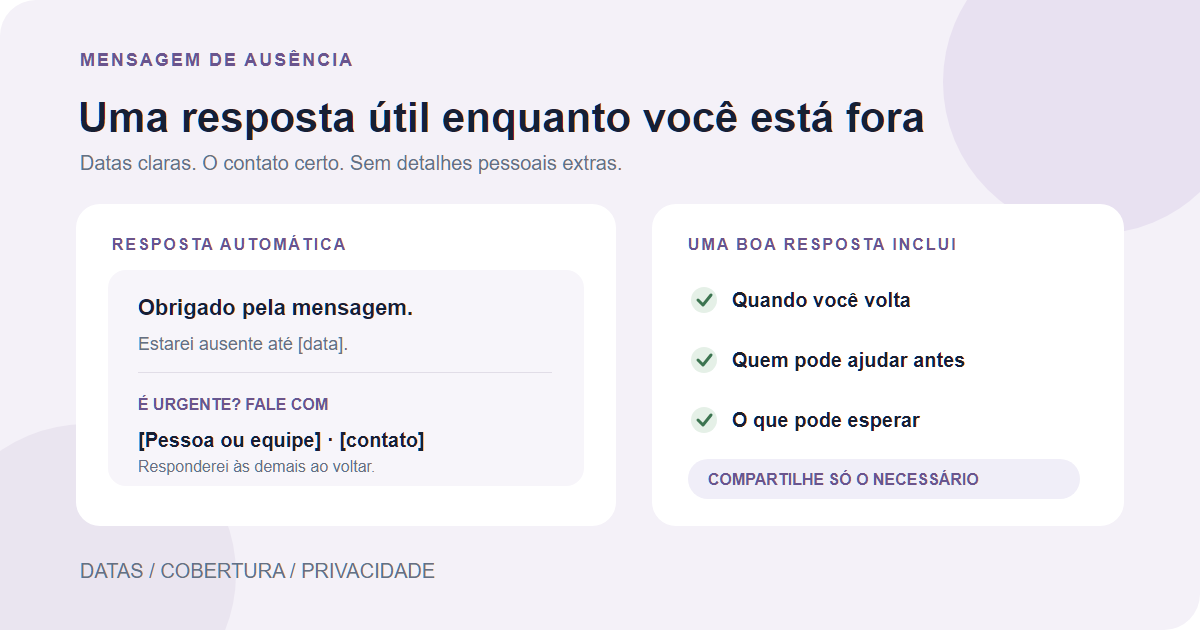 MENSAGEM DE AUSÊNCIA
Uma resposta útil enquanto você está fora
Datas claras. O contato certo. Sem detalhes pessoais extras.
RESPOSTA AUTOMÁTICA
Obrigado pela mensagem.
Estarei ausente até [data].
É URGENTE? FALE COM
[Pessoa ou equipe] · [contato]
Responderei às demais ao voltar.
UMA BOA RESPOSTA INCLUI
Quando você volta
Quem pode ajudar antes
O que pode esperar
COMPARTILHE SÓ O NECESSÁRIO
DATAS / COBERTURA / PRIVACIDADE